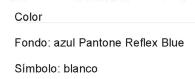 Color
Fondo: azul Pantone Reflex Blue
Símbolo: blanco